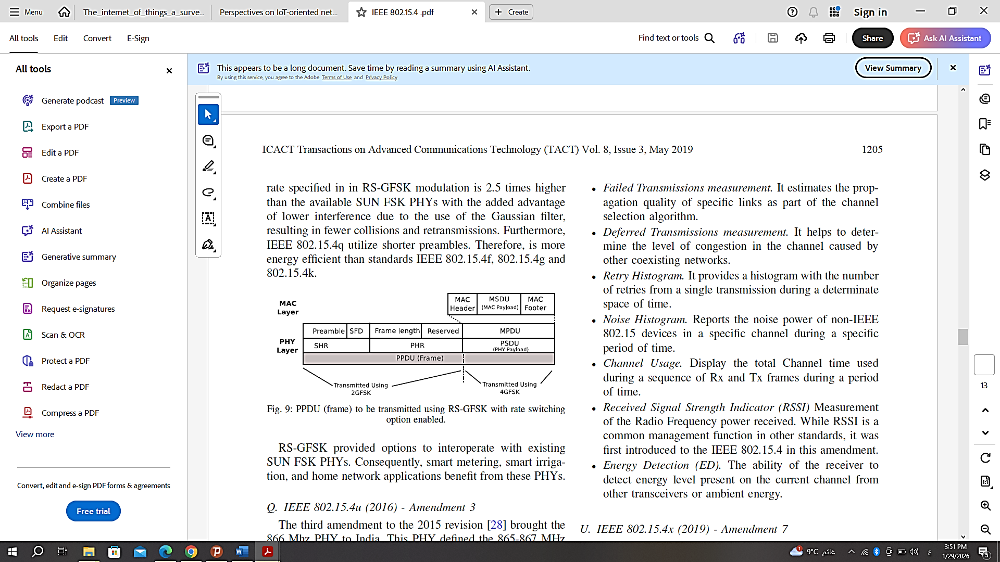 Menu
The_internet_of_things_a_surve...
Perspectives on IoT-oriented net...
IEEE 802.15.4 .pdf
Create
Sign in
All tools
Edit
Convert
E-Sign
Find text or tools
Share
Ask AI Assistant
All tools
Generate podcast Preview
Export a PDF
Edit a PDF
Create a PDF
Combine files
AI Assistant
Generative summary
Organize pages
Request e-signatures
Scan & OCR
Protect a PDF
Redact a PDF
Compress a PDF
View more
Convert, edit and e-sign PDF forms & agreements
Free trial
This appears to be a long document. Save time by reading a summary using AI Assistant.
By using this service, you agree to the Adobe Terms of Use and Privacy Policy
View Summary
ICACT Transactions on Advanced Communications Technology (TACT) Vol. 8, Issue 3, May 2019 1205
rate specified in in RS-GFSK modulation is 2.5 times higher
than the available SUN FSK PHYs with the added advantage
of lower interference due to the use of the Gaussian filter,
resulting in fewer collisions and retransmissions. Furthermore,
IEEE 802.15.4q utilize shorter preambles. Therefore, is more
energy efficient than standards IEEE 802.15.4f, 802.15.4g and
802.15.4k.
MAC
Layer
MAC
Header
MSDU
(MAC Payload)
MAC
Footer
PHY
Layer
Preamble SFD Frame length Reserved MPDU
SHR PHR PSDU
(PHY Payload)
PPDU (Frame)
Transmitted Using
2GFSK
Transmitted Using
4GFSK
Fig. 9: PPDU (frame) to be transmitted using RS-GFSK with rate switching
option enabled.
RS-GFSK provided options to interoperate with existing
SUN FSK PHYs. Consequently, smart metering, smart irriga-
tion, and home network applications benefit from these PHYs.
Q. IEEE 802.15.4u (2016) - Amendment 3
The third amendment to the 2015 revision [28] brought the
866 Mhz PHY to India. This PHY defined the 865-867 MHz
• Failed Transmissions measurement. It estimates the prop-
agation quality of specific links as part of the channel
selection algorithm.
• Deferred Transmissions measurement. It helps to deter-
mine the level of congestion in the channel caused by
other coexisting networks.
• Retry Histogram. It provides a histogram with the number
of retries from a single transmission during a determinate
space of time.
• Noise Histogram. Reports the noise power of non-IEEE
802.15 devices in a specific channel during a specific
period of time.
• Channel Usage. Display the total Channel time used
during a sequence of Rx and Tx frames during a period
of time.
• Received Signal Strength Indicator (RSSI) Measurement
of the Radio Frequency power received. While RSSI is a
common management function in other standards, it was
first introduced to the IEEE 802.15.4 in this amendment.
• Energy Detection (ED). The ability of the receiver to
detect energy level present on the current channel from
other transceivers or ambient energy.
U. IEEE 802.15.4x (2019) - Amendment 7
13
1:1
1
9°C غائم
ع
3:51 PM
1/29/2026
5